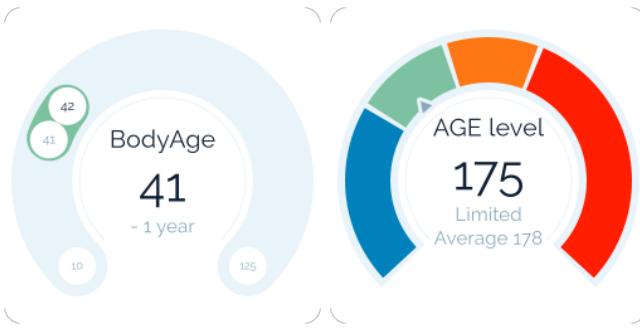 42
41
BodyAge
41
- 1 year
10
125
AGE level
175
Limited
Average 178